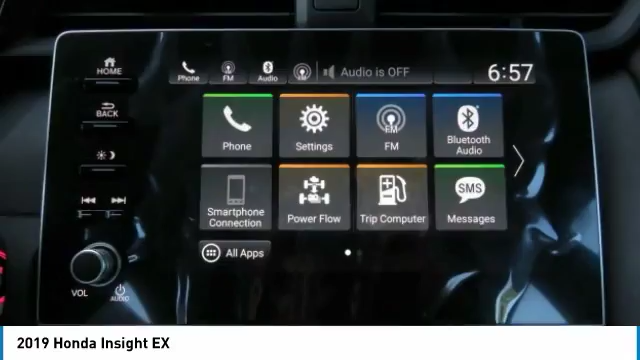 HOME
Phone
FM
Audio
Audio is OFF
6:57
BACK
Phone
Settings
FM
FM
Bluetooth
Audio
Smartphone
Connection
Power Flow
Trip Computer
SMS
Messages
All Apps
VOL
AUDIO
2019 Honda Insight EX